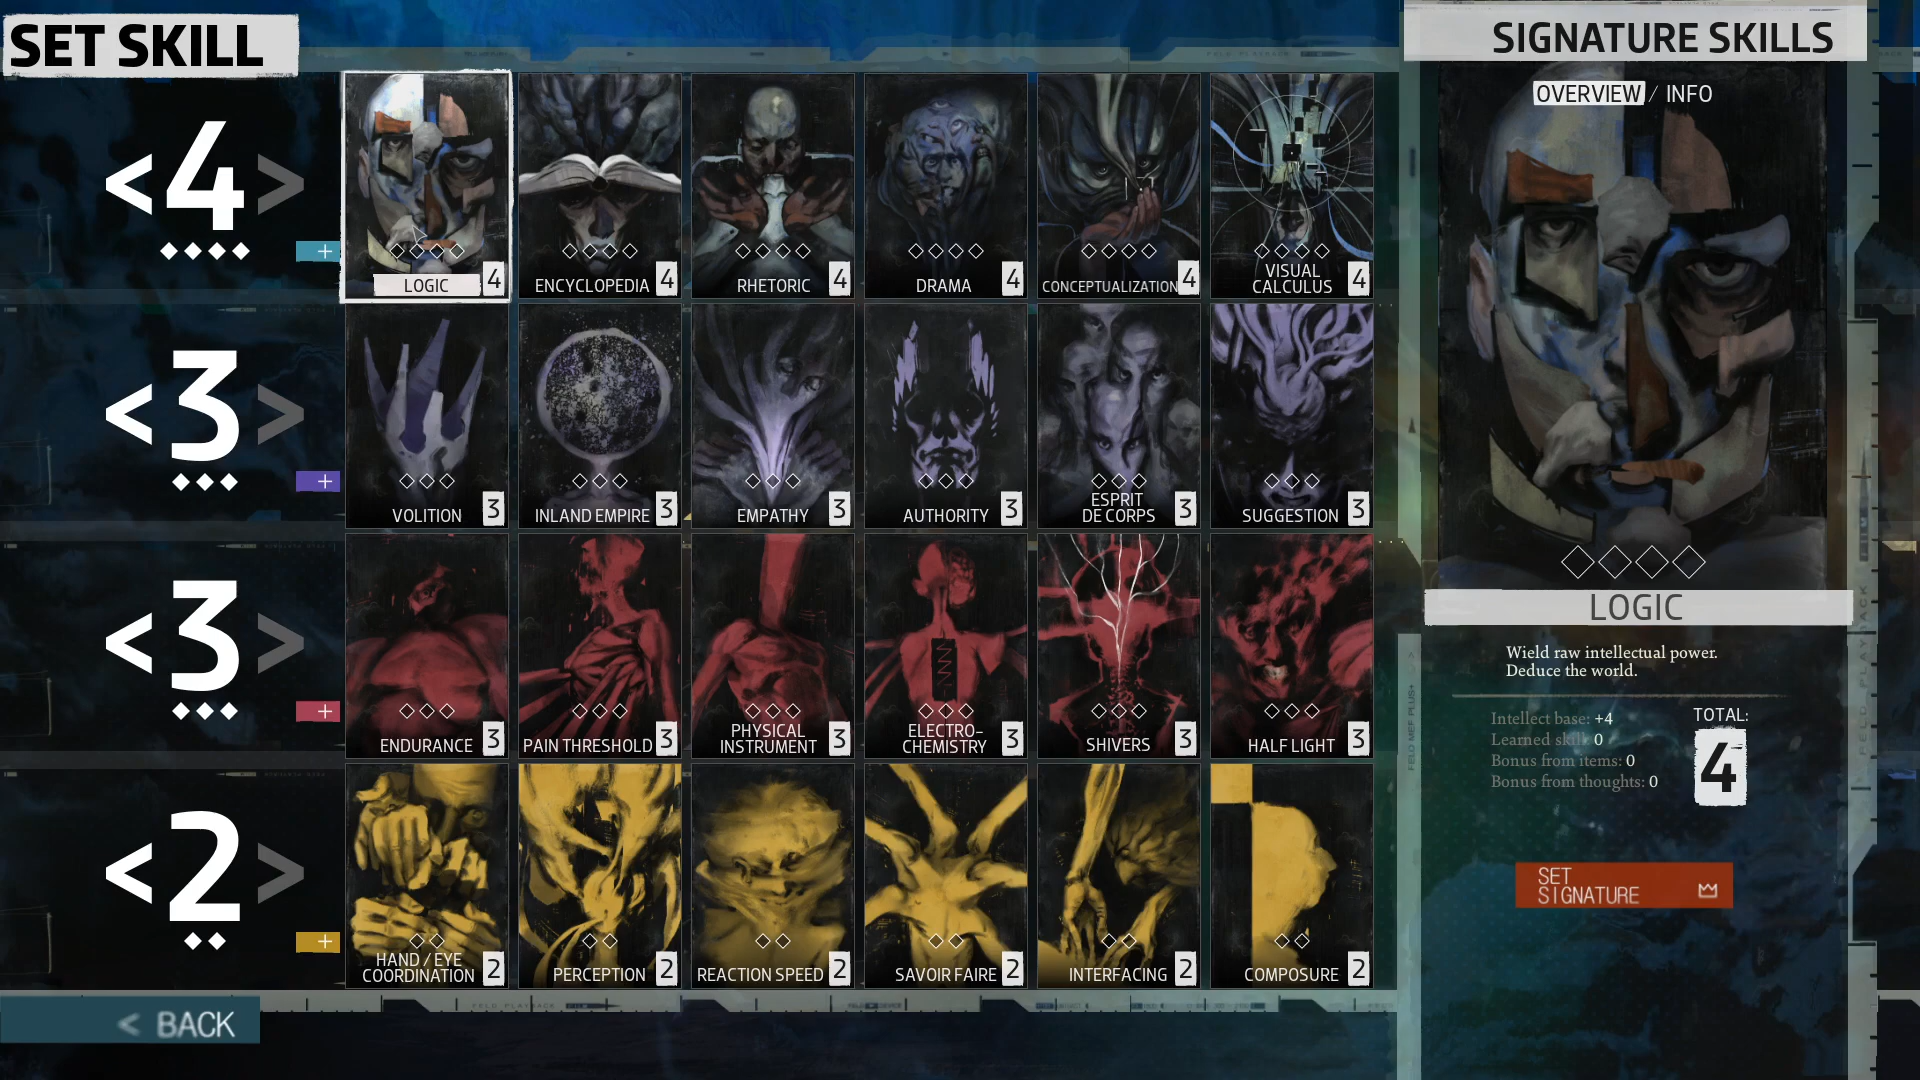 SET SKILL
SIGNATURE SKILLS
OVERVIEW / INFO
<4>
LOGIC 4
ENCYCLOPEDIA 4
RHETORIC 4
DRAMA 4
CONCEPTUALIZATION 4
VISUAL
CALCULUS 4
<3>
VOLITION 3
INLAND EMPIRE 3
EMPATHY 3
AUTHORITY 3
ESPRIT
DE CORPS 3
SUGGESTION 3
<3>
ENDURANCE 3
PAIN THRESHOLD 3
PHYSICAL
INSTRUMENT 3
ELECTRO-
CHEMISTRY 3
SHIVERS 3
HALF LIGHT 3
<2>
HAND / EYE
COORDINATION 2
PERCEPTION 2
REACTION SPEED 2
SAVOIR FAIRE 2
INTERFACING 2
COMPOSURE 2
< BACK
LOGIC
Wield raw intellectual power.
Deduce the world.
Intellect base: +4
Learned skill: 0
Bonus from items: 0
Bonus from thoughts: 0
TOTAL:
4
SET
SIGNATURE